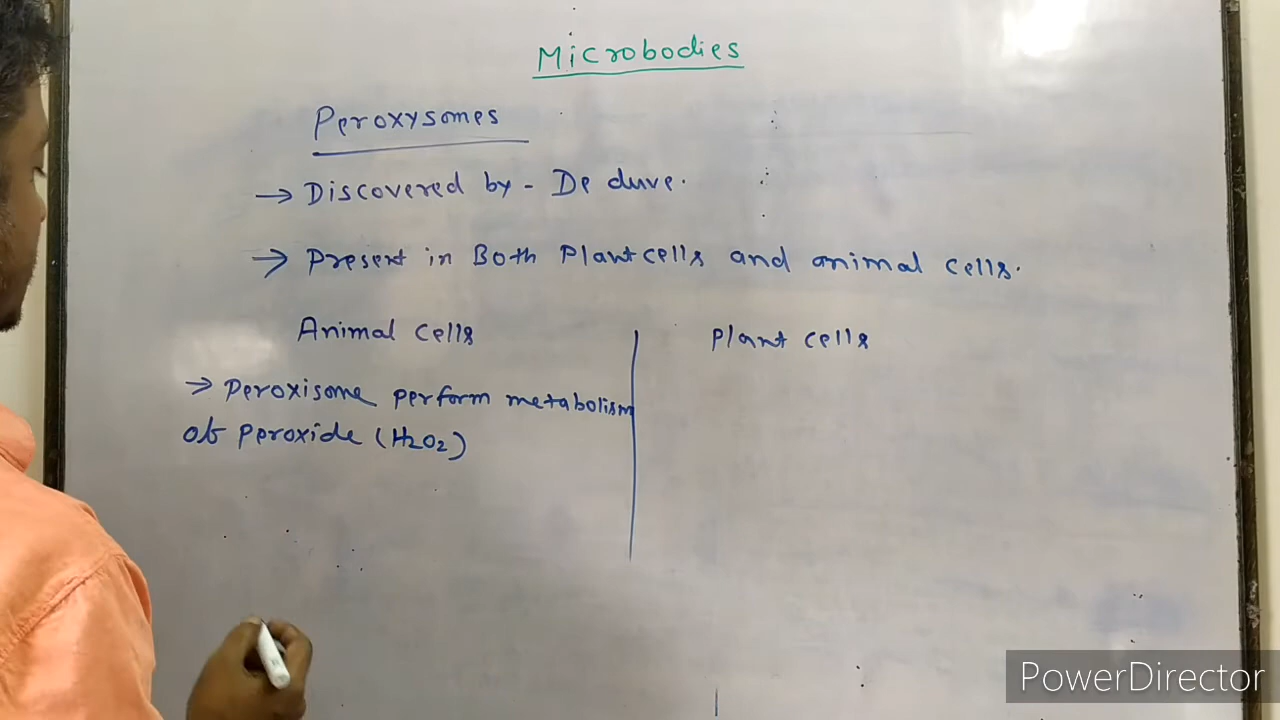 Microbodies
Peroxysomes
→ Discovered by - De duve.
→ Present in Both Plant cells and animal cells.
Animal cells
Plant cells
→ Peroxisome perform metabolism
of peroxide (H₂O₂)
PowerDirector